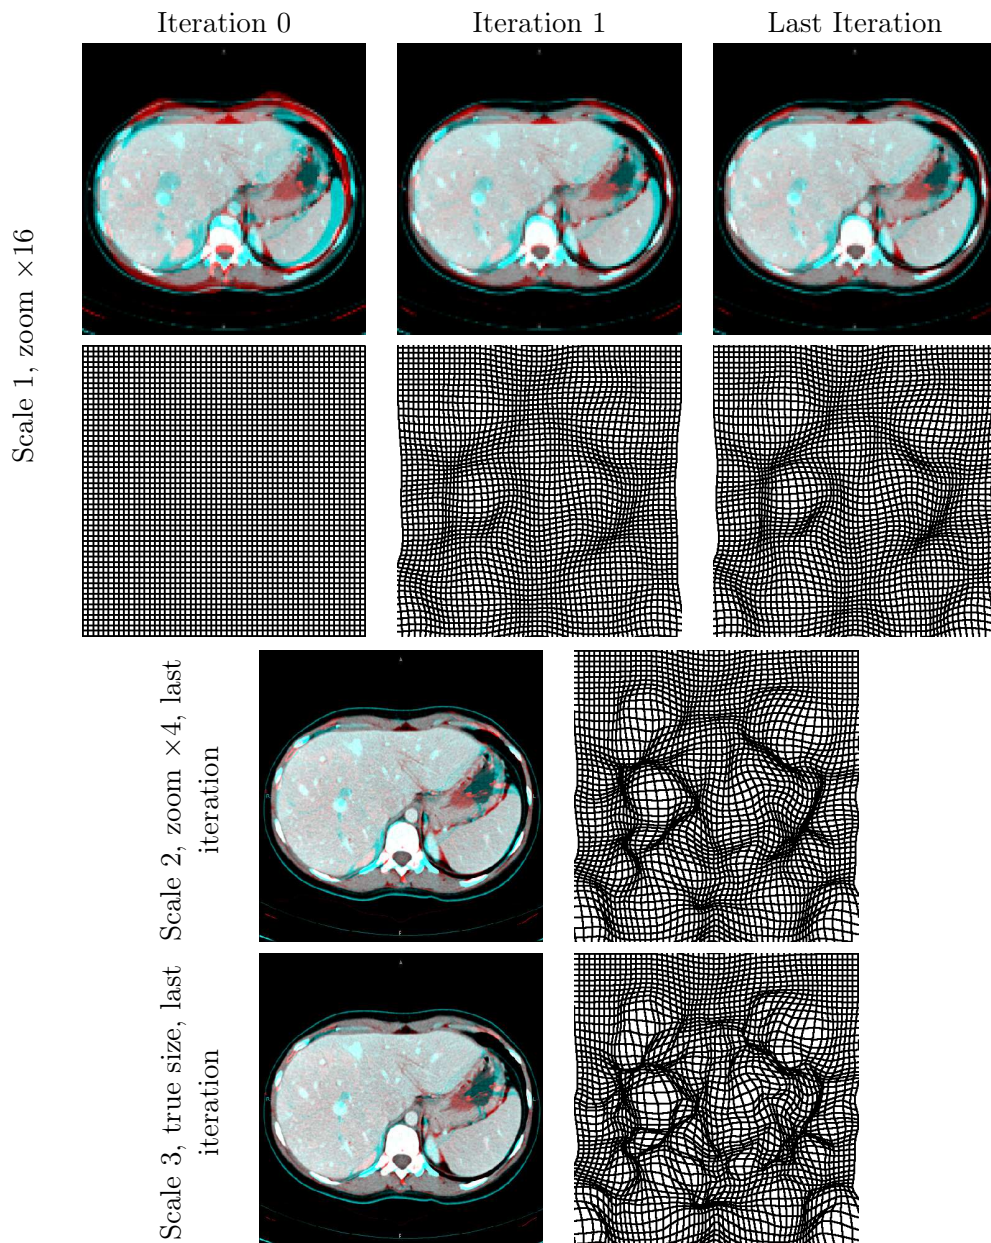 Iteration 0
Iteration 1
Last Iteration
Scale 1, zoom ×16
Scale 2, zoom ×4, last
iteration
Scale 3, true size, last
iteration